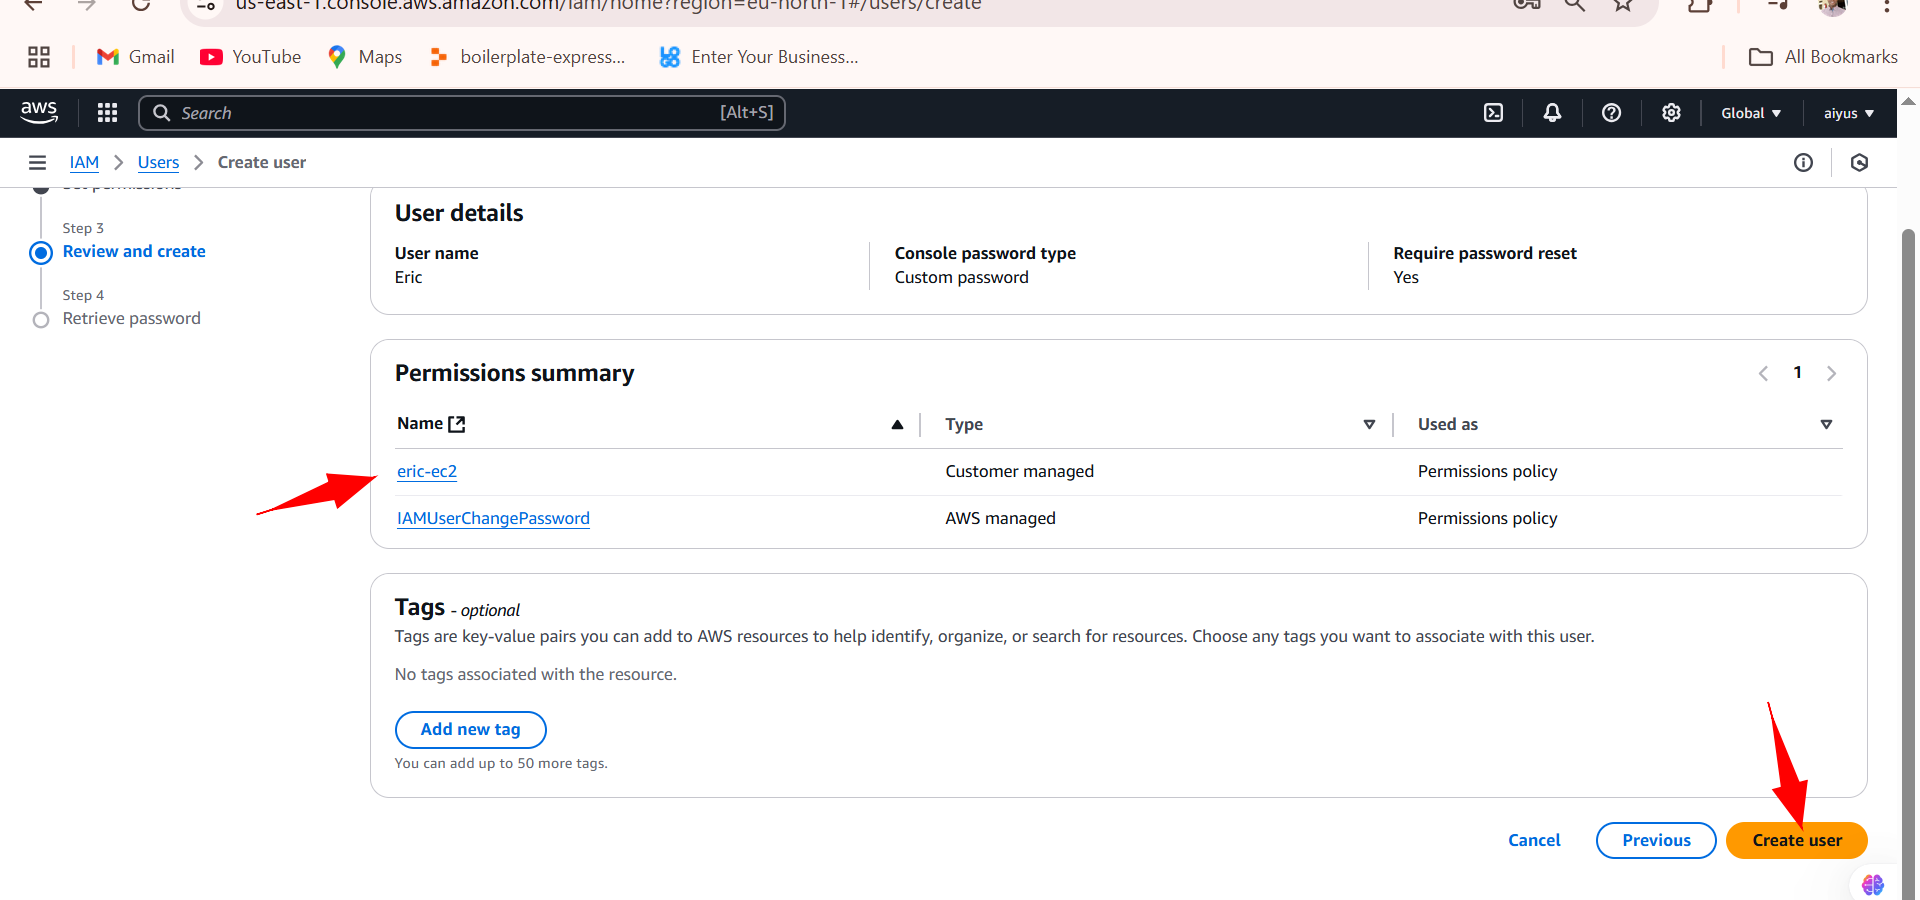 us-east-1.console.aws.amazon.com/iam/home?region=eu-north-1#/users/create
Gmail YouTube Maps boilerplate-express... Enter Your Business... All Bookmarks
aws Search [Alt+S] Global aiyus
IAM Users Create user
Set permissions
Step 3
Review and create
Step 4
Retrieve password
User details
User name Console password type Require password reset
Eric Custom password Yes
Permissions summary 1
Name Type Used as
eric-ec2 Customer managed Permissions policy
IAMUserChangePassword AWS managed Permissions policy
Tags - optional
Tags are key-value pairs you can add to AWS resources to help identify, organize, or search for resources. Choose any tags you want to associate with this user.
No tags associated with the resource.
Add new tag
You can add up to 50 more tags.
Cancel Previous Create user